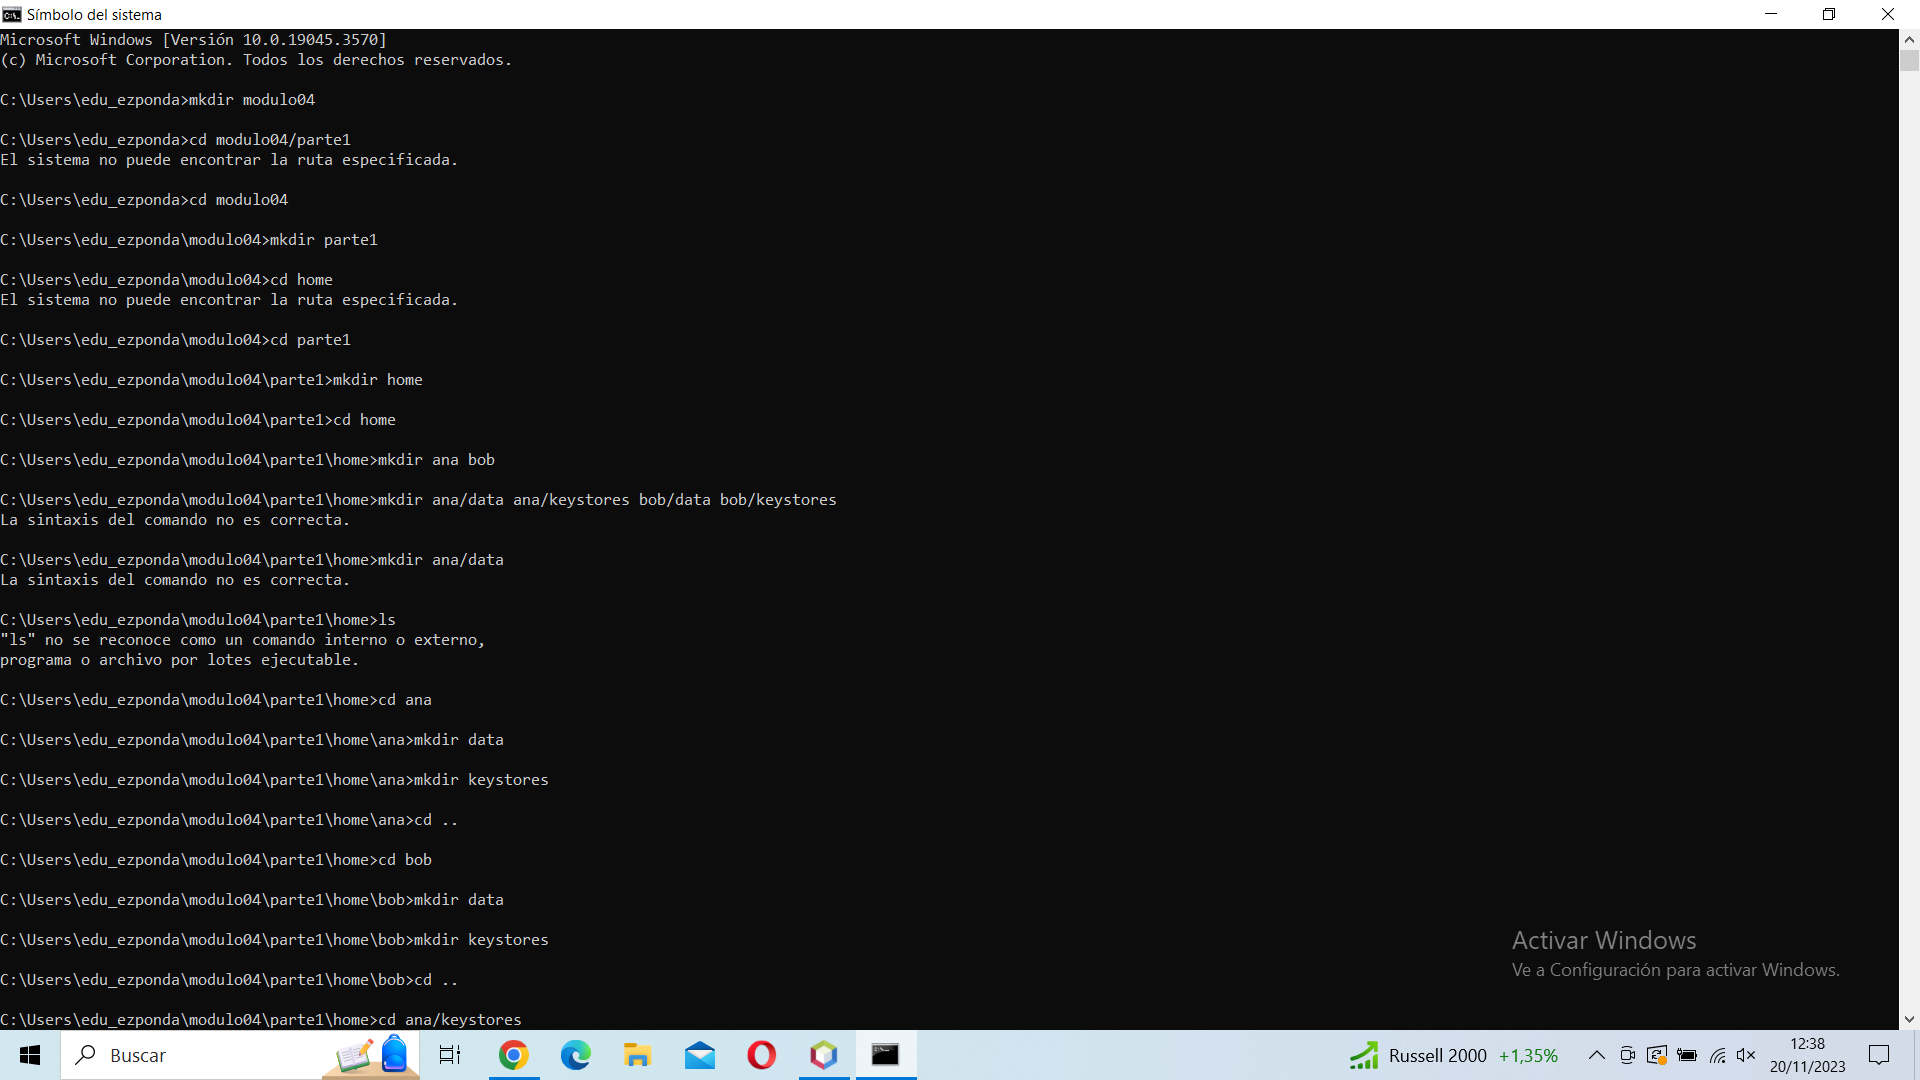 Símbolo del sistema
Microsoft Windows [Versión 10.0.19045.3570]
(c) Microsoft Corporation. Todos los derechos reservados.
C:\Users\edu_ezponda>mkdir modulo04
C:\Users\edu_ezponda>cd modulo04/parte1
El sistema no puede encontrar la ruta especificada.
C:\Users\edu_ezponda>cd modulo04
C:\Users\edu_ezponda\modulo04>mkdir parte1
C:\Users\edu_ezponda\modulo04>cd home
El sistema no puede encontrar la ruta especificada.
C:\Users\edu_ezponda\modulo04>cd parte1
C:\Users\edu_ezponda\modulo04\parte1>mkdir home
C:\Users\edu_ezponda\modulo04\parte1>cd home
C:\Users\edu_ezponda\modulo04\parte1\home>mkdir ana bob
C:\Users\edu_ezponda\modulo04\parte1\home>mkdir ana/data ana/keystores bob/data bob/keystores
La sintaxis del comando no es correcta.
C:\Users\edu_ezponda\modulo04\parte1\home>mkdir ana/data
La sintaxis del comando no es correcta.
C:\Users\edu_ezponda\modulo04\parte1\home>ls
"ls" no se reconoce como un comando interno o externo,
programa o archivo por lotes ejecutable.
C:\Users\edu_ezponda\modulo04\parte1\home>cd ana
C:\Users\edu_ezponda\modulo04\parte1\home\ana>mkdir data
C:\Users\edu_ezponda\modulo04\parte1\home\ana>mkdir keystores
C:\Users\edu_ezponda\modulo04\parte1\home\ana>cd ..
C:\Users\edu_ezponda\modulo04\parte1\home>cd bob
C:\Users\edu_ezponda\modulo04\parte1\home\bob>mkdir data
C:\Users\edu_ezponda\modulo04\parte1\home\bob>mkdir keystores
C:\Users\edu_ezponda\modulo04\parte1\home\bob>cd ..
C:\Users\edu_ezponda\modulo04\parte1\home>cd ana/keystores
Activar Windows
Ve a Configuración para activar Windows.
Buscar
Russell 2000 +1,35%
12:38
20/11/2023